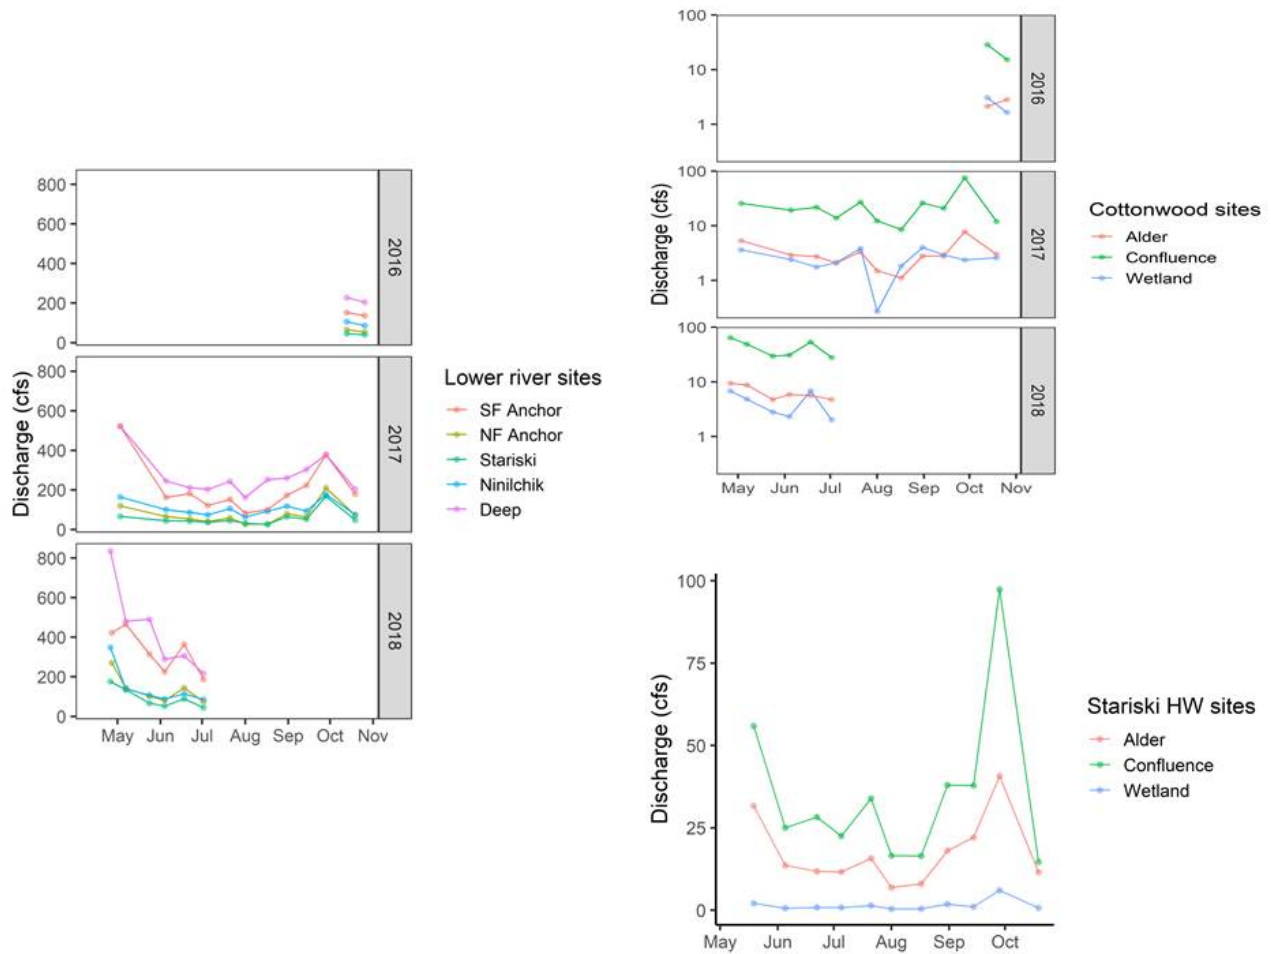 800
600
400
200
0
2016
800
600
400
200
0
2017
800
600
400
200
0
2018
May Jun Jul Aug Sep Oct Nov
Discharge (cfs)
Lower river sites
SF Anchor
NF Anchor
Stariski
Ninilchik
Deep
100
10
1
2016
100
10
1
2017
100
10
1
2018
May Jun Jul Aug Sep Oct Nov
Discharge (cfs)
Cottonwood sites
Alder
Confluence
Wetland
100
75
50
25
0
May Jun Jul Aug Sep Oct
Discharge (cfs)
Stariski HW sites
Alder
Confluence
Wetland